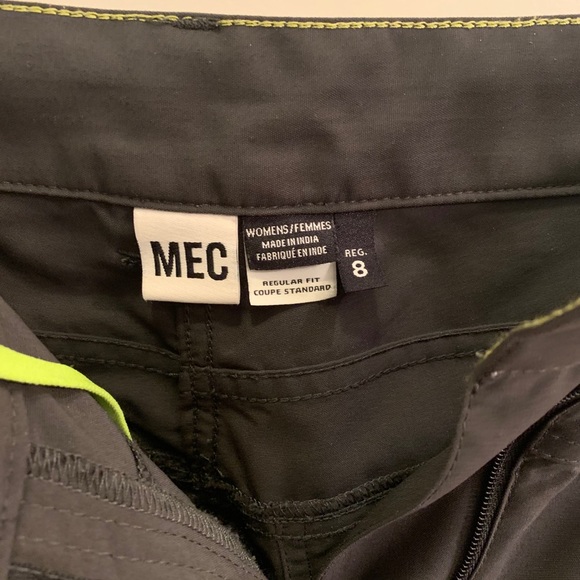 MEC
WOMENS/FEMMES
MADE IN INDIA
FABRIQUÉ EN INDE
REGULAR FIT
COUPE STANDARD
REG.
8